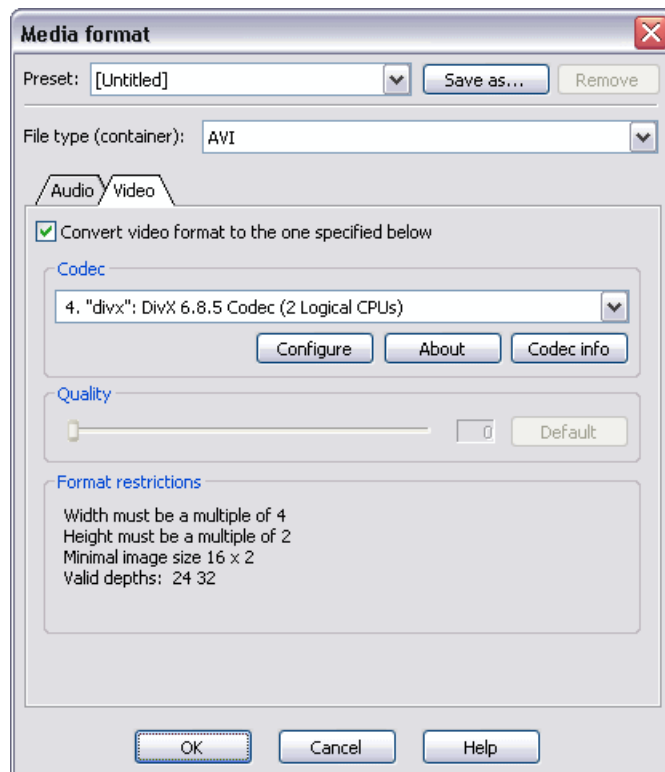 Media format
Preset: [Untitled] Save as... Remove
File type (container): AVI
Audio Video
Convert video format to the one specified below
Codec
4. "divx": DivX 6.8.5 Codec (2 Logical CPUs)
Configure About Codec info
Quality
0 Default
Format restrictions
Width must be a multiple of 4
Height must be a multiple of 2
Minimal image size 16 x 2
Valid depths: 24 32
OK Cancel Help